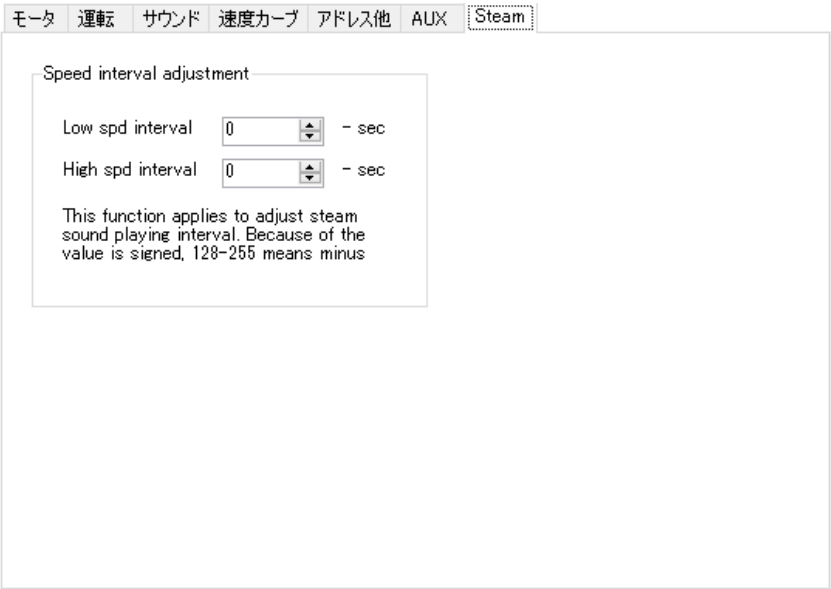 モータ 運転 サウンド 速度カーブ アドレス他 AUX Steam
Speed interval adjustment
Low spd interval 0 - sec
High spd interval 0 - sec
This function applies to adjust steam
sound playing interval. Because of the
value is signed, 128-255 means minus